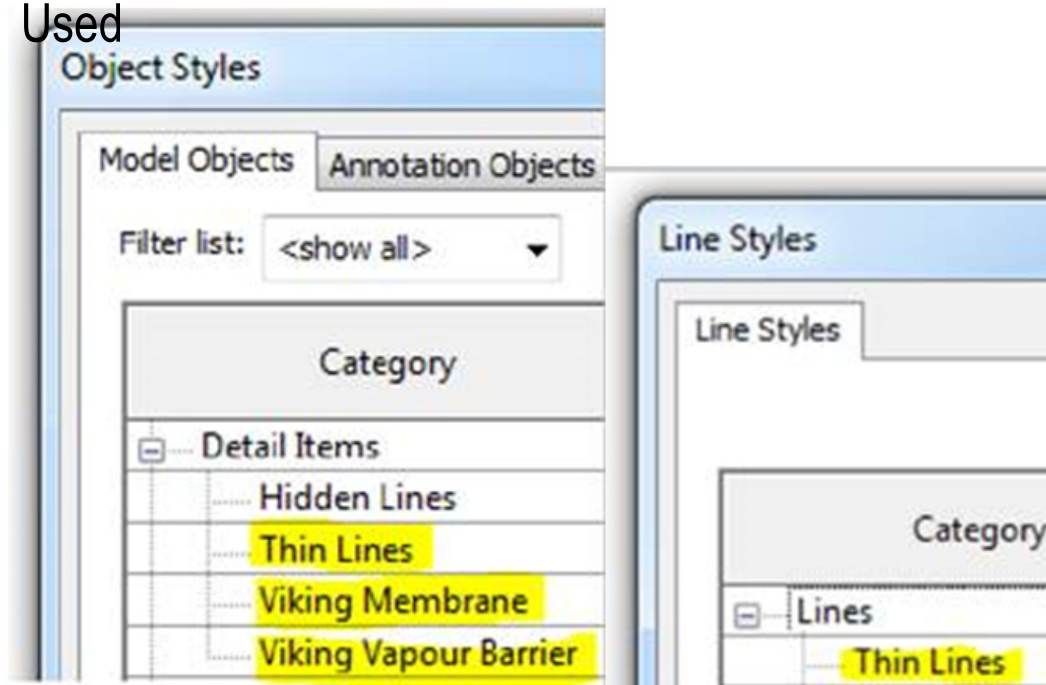 Used
Object Styles
Model Objects
Annotation Objects
Filter list:
<show all>
Category
Detail Items
Hidden Lines
Thin Lines
Viking Membrane
Viking Vapour Barrier
Line Styles
Line Styles
Category
Lines
Thin Lines